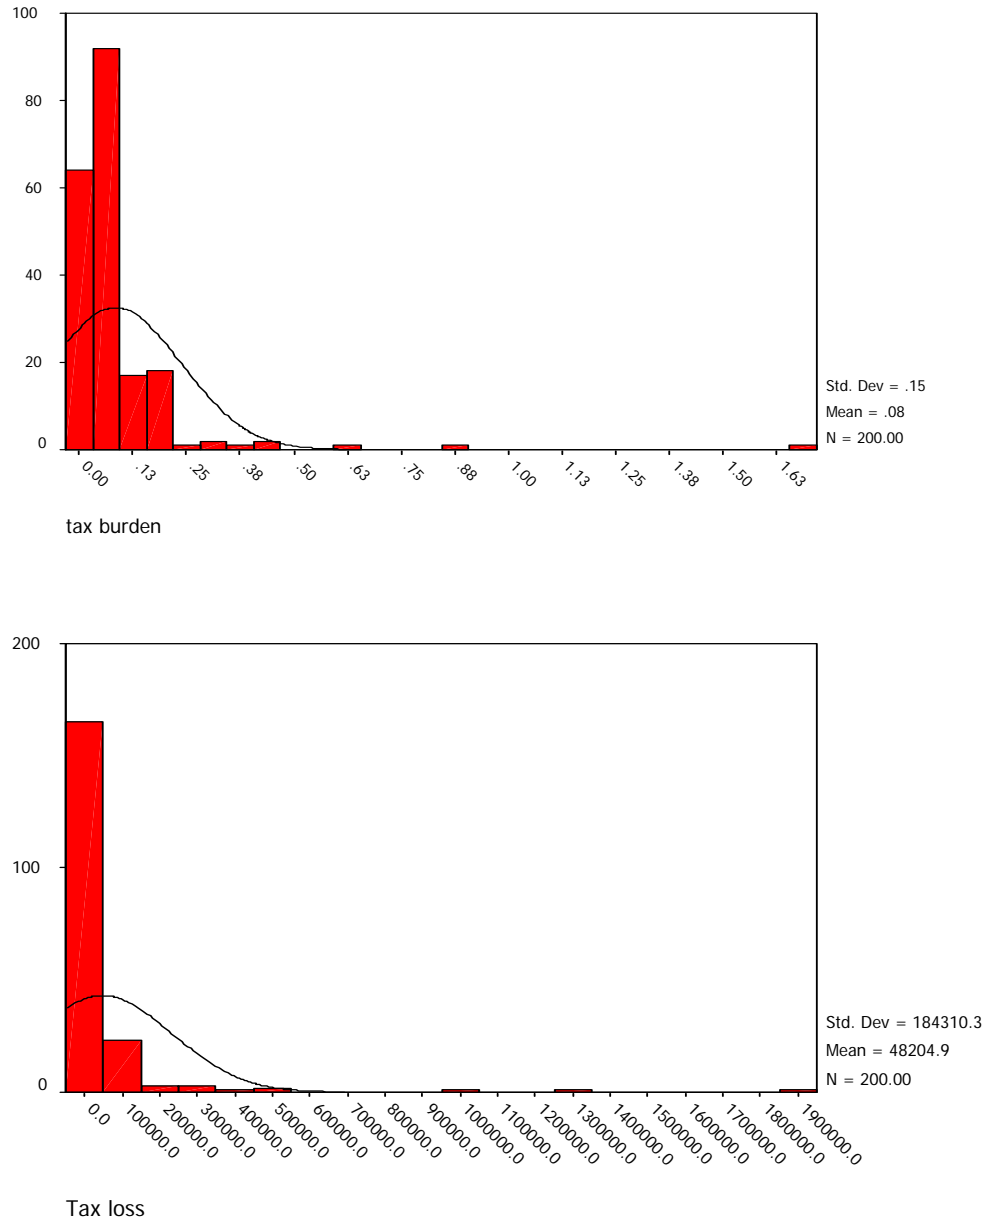 100
80
60
40
20
0
Std. Dev = .15
Mean = .08
N = 200.00
0.00 .13 .25 .38 .50 .63 .75 .88 1.00 1.13 1.25 1.38 1.50 1.63
tax burden
200
100
0
Std. Dev = 184310.3
Mean = 48204.9
N = 200.00
0.0 100000.0 200000.0 300000.0 400000.0 500000.0 600000.0 700000.0 800000.0 900000.0 1000000.0 1100000.0 1200000.0 1300000.0 1400000.0 1500000.0 1600000.0 1700000.0 1800000.0 1900000.0
Tax loss